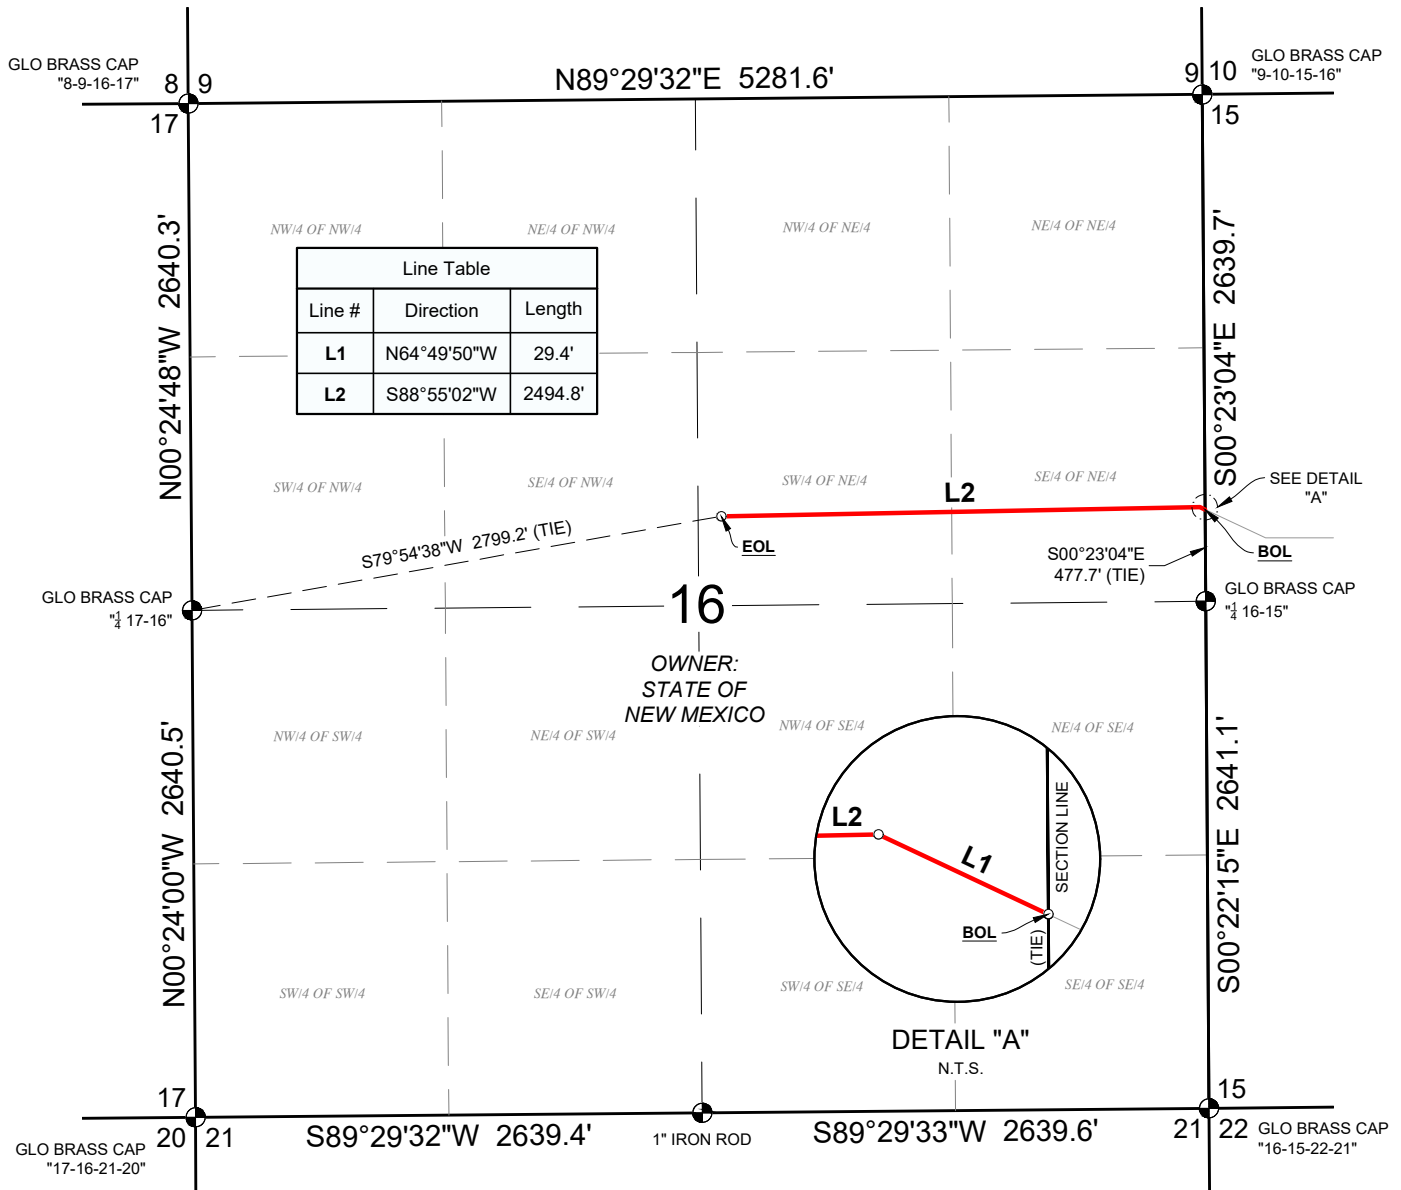 GLO BRASS CAP
"8-9-16-17"
8 9
17
N89°29'32"E 5281.6'
9 10
15
GLO BRASS CAP
"9-10-15-16"
N00°24'48"W 2640.3'
NW/4 OF NW/4
NE/4 OF NW/4
NW/4 OF NE/4
NE/4 OF NE/4
S00°23'04"E 2639.7'
Line Table
Line # Direction Length
L1 N64°49'50"W 29.4'
L2 S88°55'02"W 2494.8'
SW/4 OF NW/4
SE/4 OF NW/4
SW/4 OF NE/4
SE/4 OF NE/4
L2
SEE DETAIL
"A"
S79°54'38"W 2799.2' (TIE)
EOL
BOL
S00°23'04"E
477.7' (TIE)
GLO BRASS CAP
"1/4 17-16"
16
GLO BRASS CAP
"1/4 16-15"
OWNER:
STATE OF
NEW MEXICO
N00°24'00"W 2640.5'
NW/4 OF SW/4
NE/4 OF SW/4
NW/4 OF SE/4
NE/4 OF SE/4
S00°22'15"E 2641.1'
L2
L1
SECTION LINE
BOL
(TIE)
SW/4 OF SW/4
SE/4 OF SW/4
SW/4 OF SE/4
SE/4 OF SE/4
DETAIL "A"
N.T.S.
17
20 21
GLO BRASS CAP
"17-16-21-20"
S89°29'32"W 2639.4'
1" IRON ROD
S89°29'33"W 2639.6'
15
21 22
GLO BRASS CAP
"16-15-22-21"